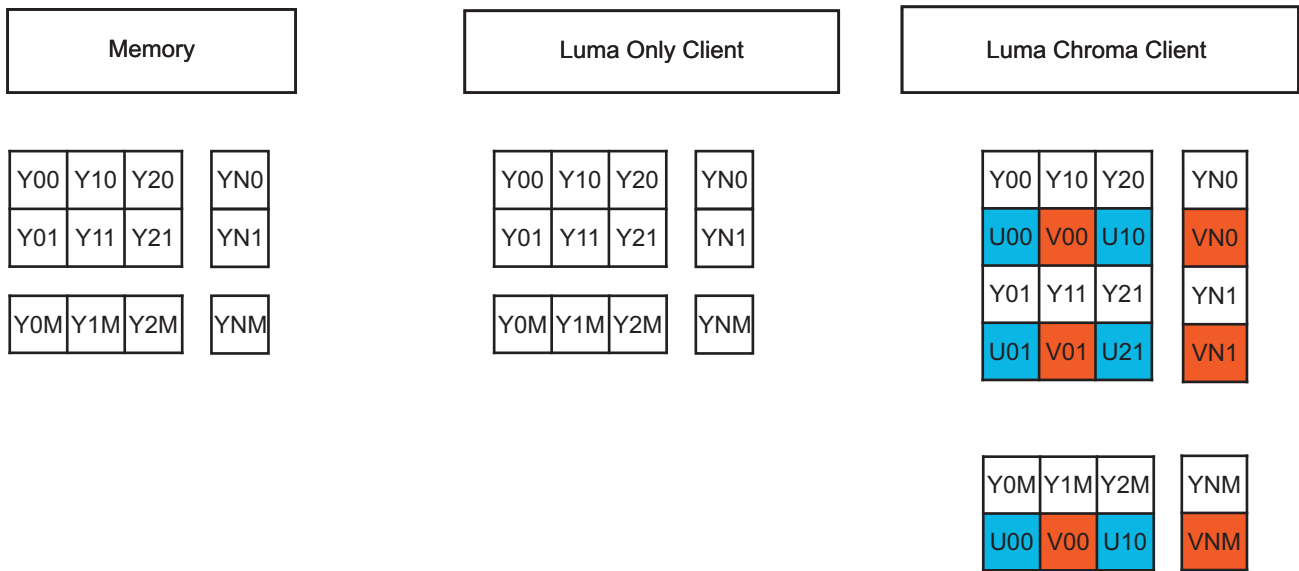 Memory Luma Only Client Luma Chroma Client
Y00 Y10 Y20 YN0 Y00 Y10 Y20 YN0 Y00 Y10 Y20 YN0
Y01 Y11 Y21 YN1 Y01 Y11 Y21 YN1 U00 V00 U10 VN0
Y0M Y1M Y2M YNM Y0M Y1M Y2M YNM Y01 Y11 Y21 YN1
U01 V01 U21 VN1
Y0M Y1M Y2M YNM
U00 V00 U10 VNM